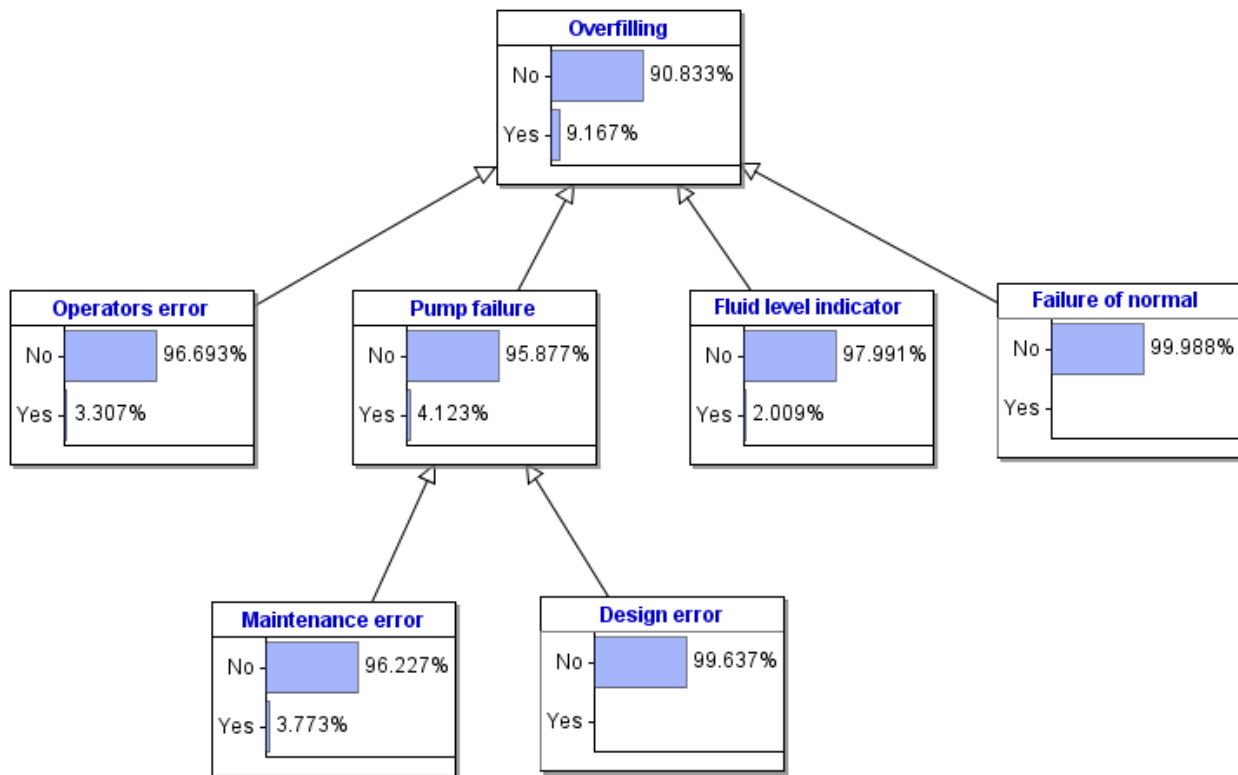 Overfilling
No
90.833%
Yes
9.167%
Operators error
No
96.693%
Yes
3.307%
Pump failure
No
95.877%
Yes
4.123%
Fluid level indicator
No
97.991%
Yes
2.009%
Failure of normal
No
99.988%
Yes
Maintenance error
No
96.227%
Yes
3.773%
Design error
No
99.637%
Yes